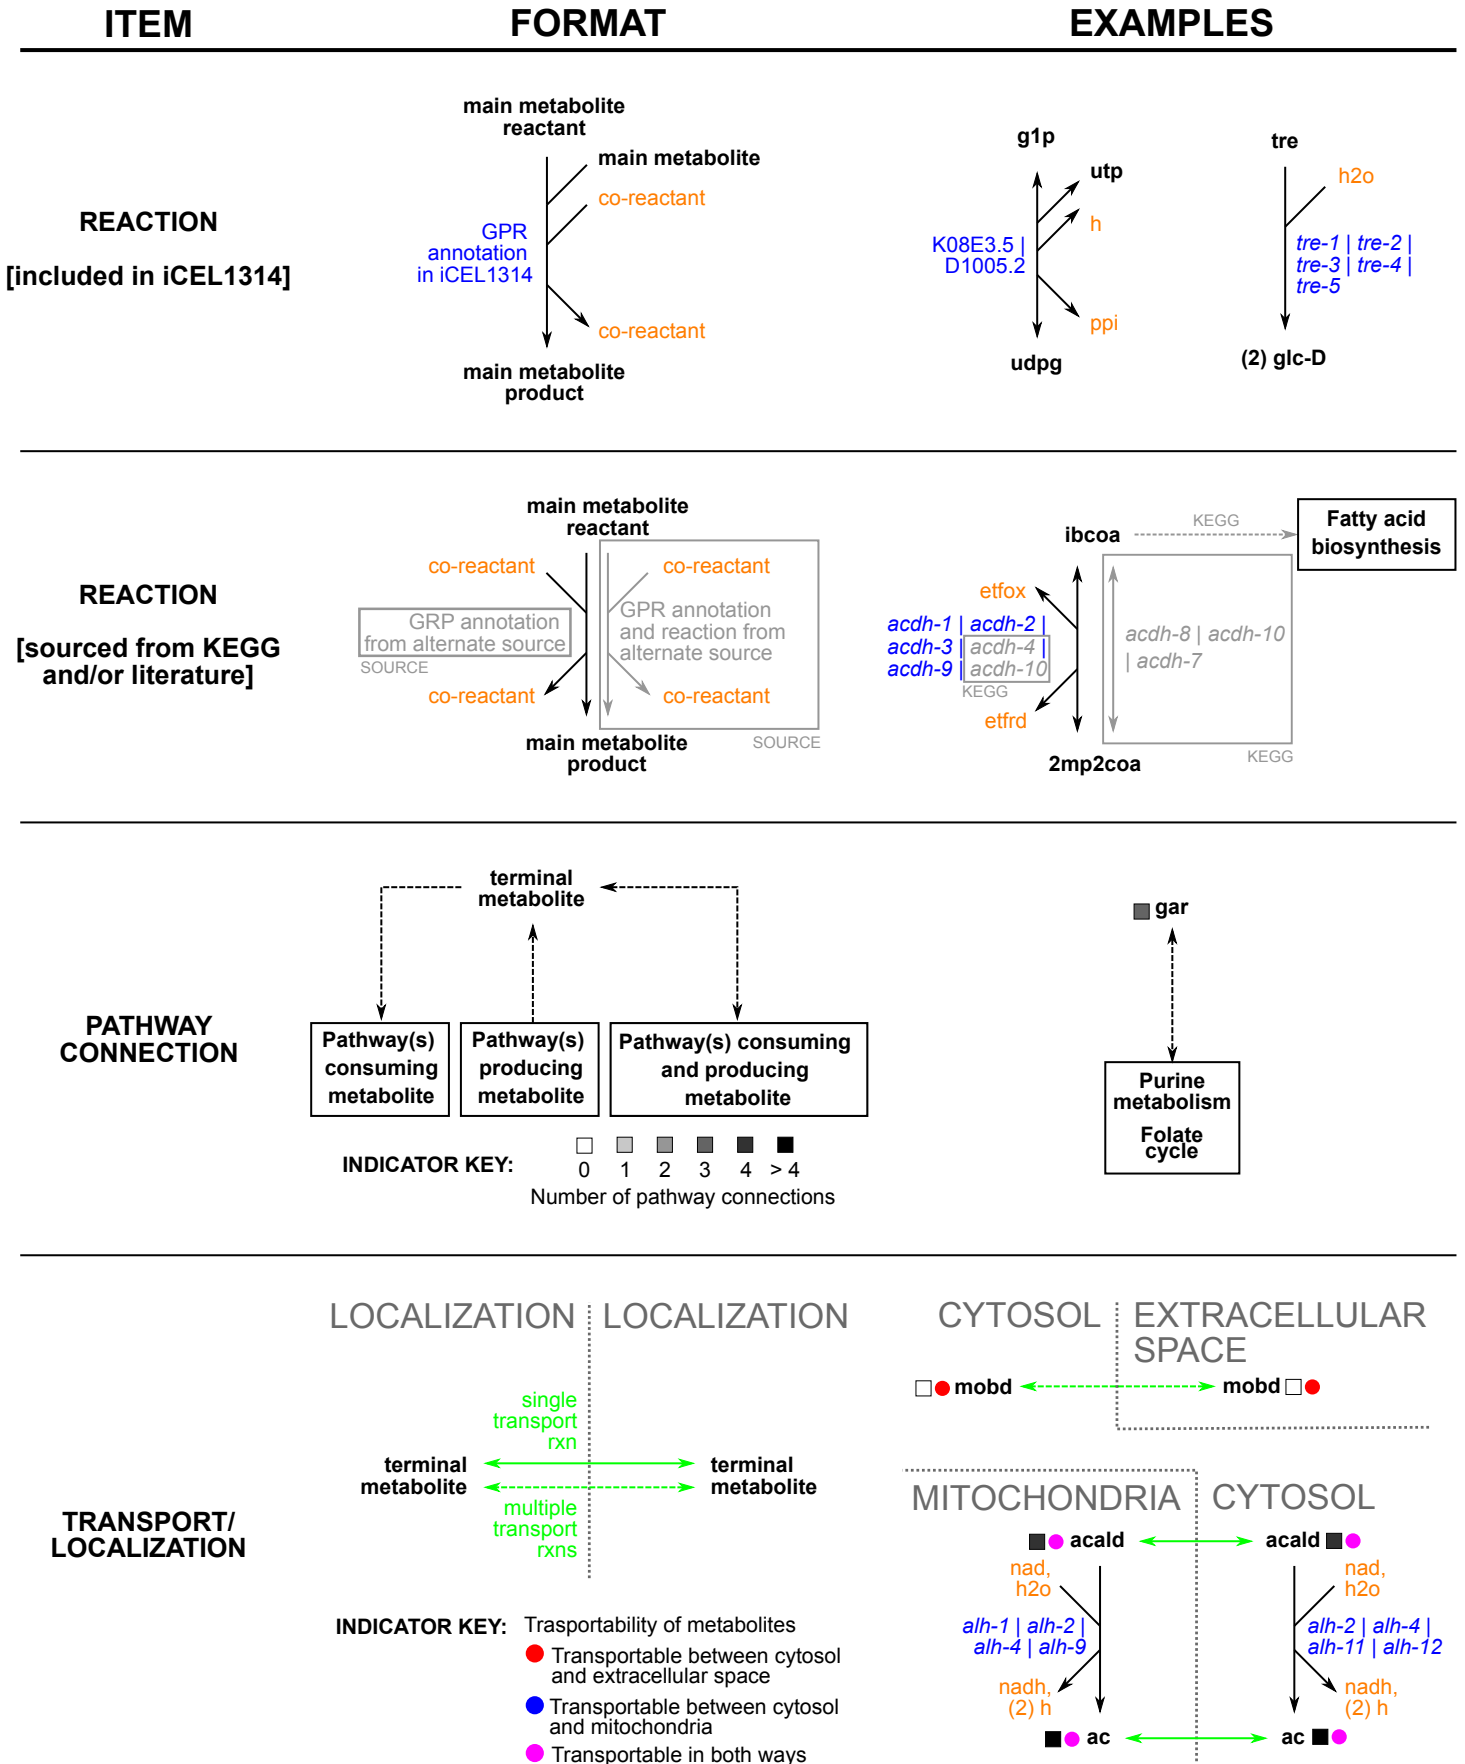 ITEM
FORMAT
EXAMPLES
REACTION
[included in iCEL1314]
main metabolite
reactant
main metabolite
co-reactant
GPR
annotation
in iCEL1314
co-reactant
main metabolite
product
g1p
utp
h
K08E3.5 |
D1005.2
ppi
udpg
tre
h2o
tre-1 | tre-2 |
tre-3 | tre-4 |
tre-5
(2) glc-D
REACTION
[sourced from KEGG
and/or literature]
main metabolite
reactant
co-reactant
co-reactant
GRP annotation
from alternate source
SOURCE
GPR annotation
and reaction from
alternate source
co-reactant
co-reactant
main metabolite
product
SOURCE
ibcoa
KEGG
Fatty acid
biosynthesis
etfox
acdh-1 | acdh-2 |
acdh-3 | acdh-4 |
acdh-9 | acdh-10
KEGG
acdh-8 | acdh-10
| acdh-7
etfrd
2mp2coa
KEGG
PATHWAY
CONNECTION
terminal
metabolite
Pathway(s)
consuming
metabolite
Pathway(s)
producing
metabolite
Pathway(s) consuming
and producing
metabolite
INDICATOR KEY:
0 1 2 3 4 > 4
Number of pathway connections
gar
Purine
metabolism
Folate
cycle
TRANSPORT/
LOCALIZATION
LOCALIZATION
LOCALIZATION
single
transport
rxn
terminal
metabolite
terminal
metabolite
multiple
transport
rxns
INDICATOR KEY: Trasportability of metabolites
Transportable between cytosol
and extracellular space
Transportable between cytosol
and mitochondria
Transportable in both ways
CYTOSOL
EXTRACELLULAR
SPACE
mobd
mobd
MITOCHONDRIA
CYTOSOL
acald
acald
nad,
h2o
nad,
h2o
alh-1 | alh-2 |
alh-4 | alh-9
alh-2 | alh-4 |
alh-11 | alh-12
nadh,
(2) h
nadh,
(2) h
ac
ac